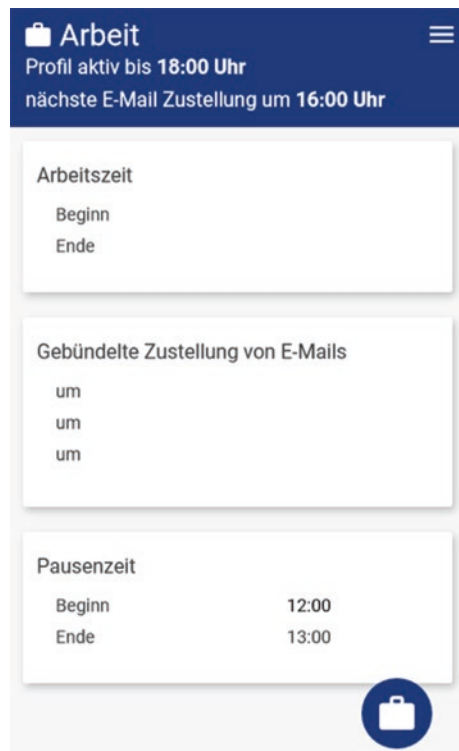 Arbeit
Profil aktiv bis 18:00 Uhr
nächste E-Mail Zustellung um 16:00 Uhr
Arbeitszeit
Beginn
Ende
Gebündelte Zustellung von E-Mails
um
um
um
Pausenzeit
Beginn 12:00
Ende 13:00